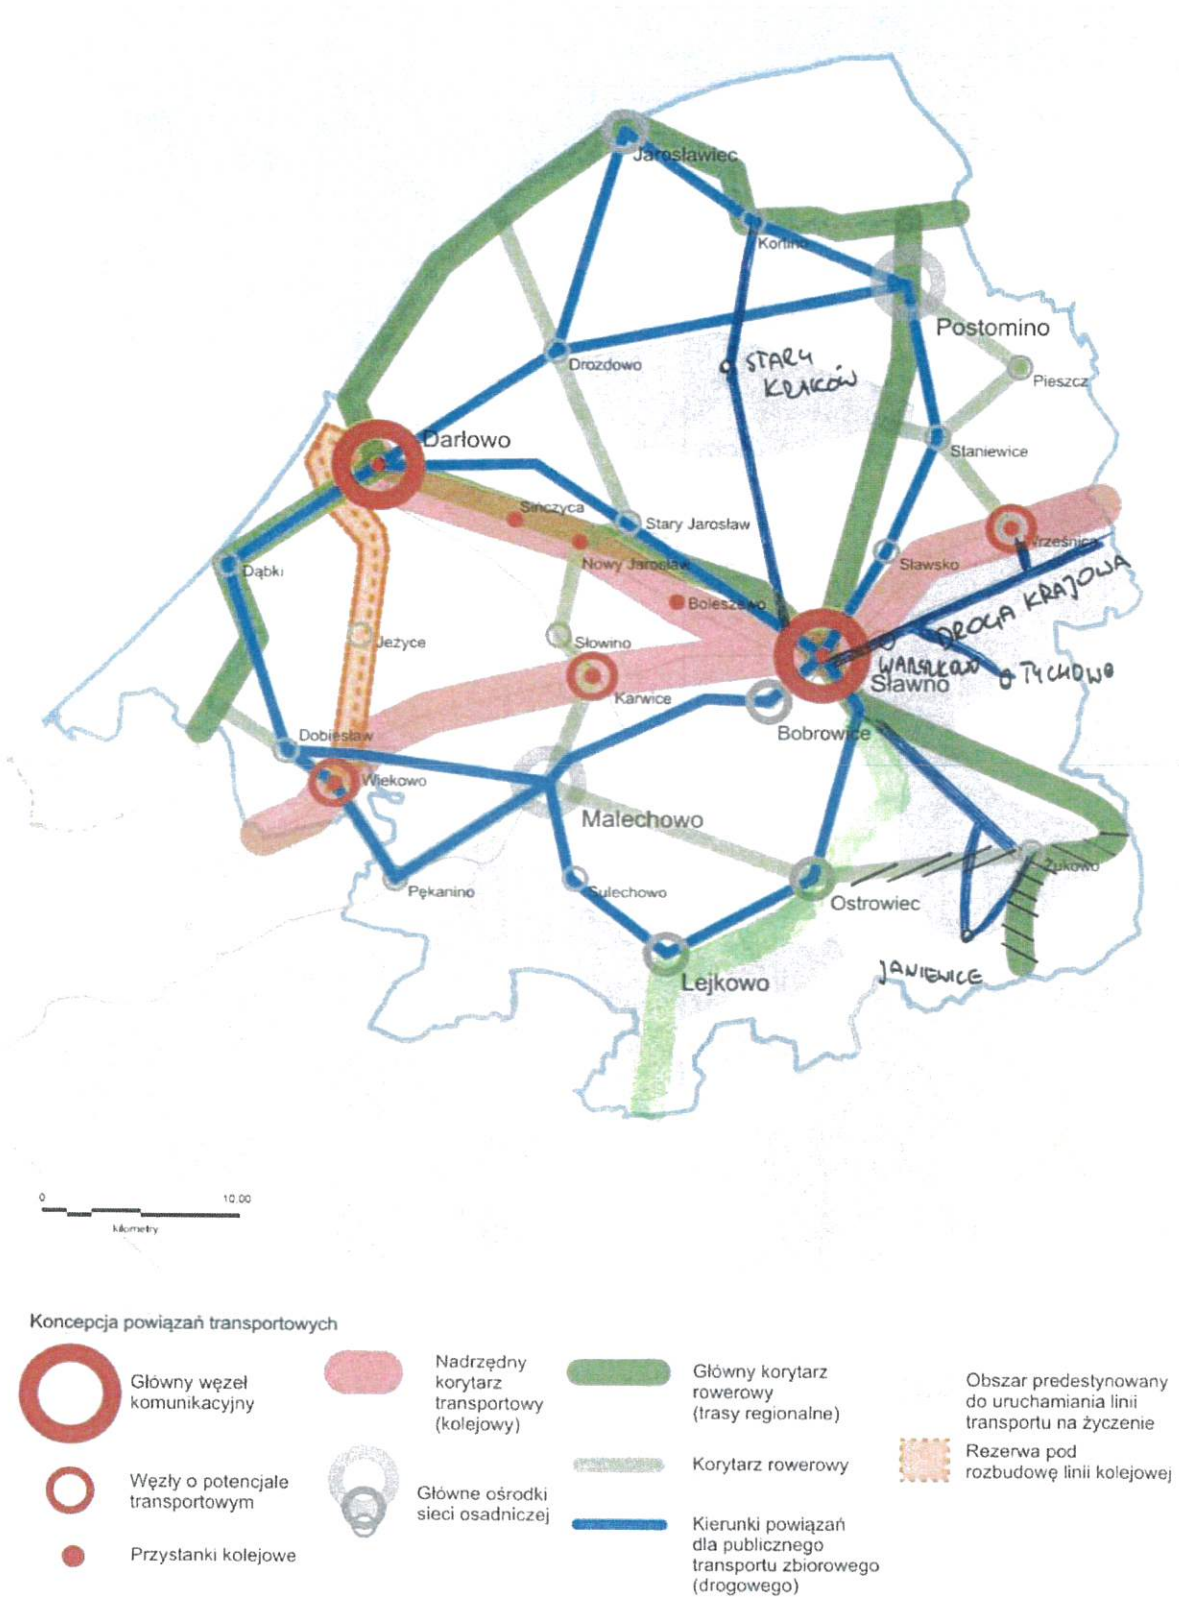 Jarosławiec
Korlino
Postomino
STARY
KRAKÓW
Drozdowo
Pieszcz
Darłowo
Staniewice
Sińczyca
Stary Jarosław
Wrześnica
Nowy Jarosław
Sławsko
Dąbki
DROGA KRAJOWA
Boleszewo
Jeżyce
Słowino
WARSZKOWO
TYCHOWO
Sławno
Karwice
Bobrowice
Dobiesław
Wiekowo
Malechowo
Żukowo
Pękanino
Sulechowo
Ostrowiec
JANIEWICE
Lejkowo
0 10.00
kilometry
Koncepcja powiązań transportowych
Główny węzeł
komunikacyjny
Węzły o potencjale
transportowym
Przystanki kolejowe
Nadrzędny
korytarz
transportowy
(kolejowy)
Główne ośrodki
sieci osadniczej
Główny korytarz
rowerowy
(trasy regionalne)
Korytarz rowerowy
Kierunki powiązań
dla publicznego
transportu zbiorowego
(drogowego)
Obszar predestynowany
do uruchamiania linii
transportu na życzenie
Rezerwa pod
rozbudowę linii kolejowej